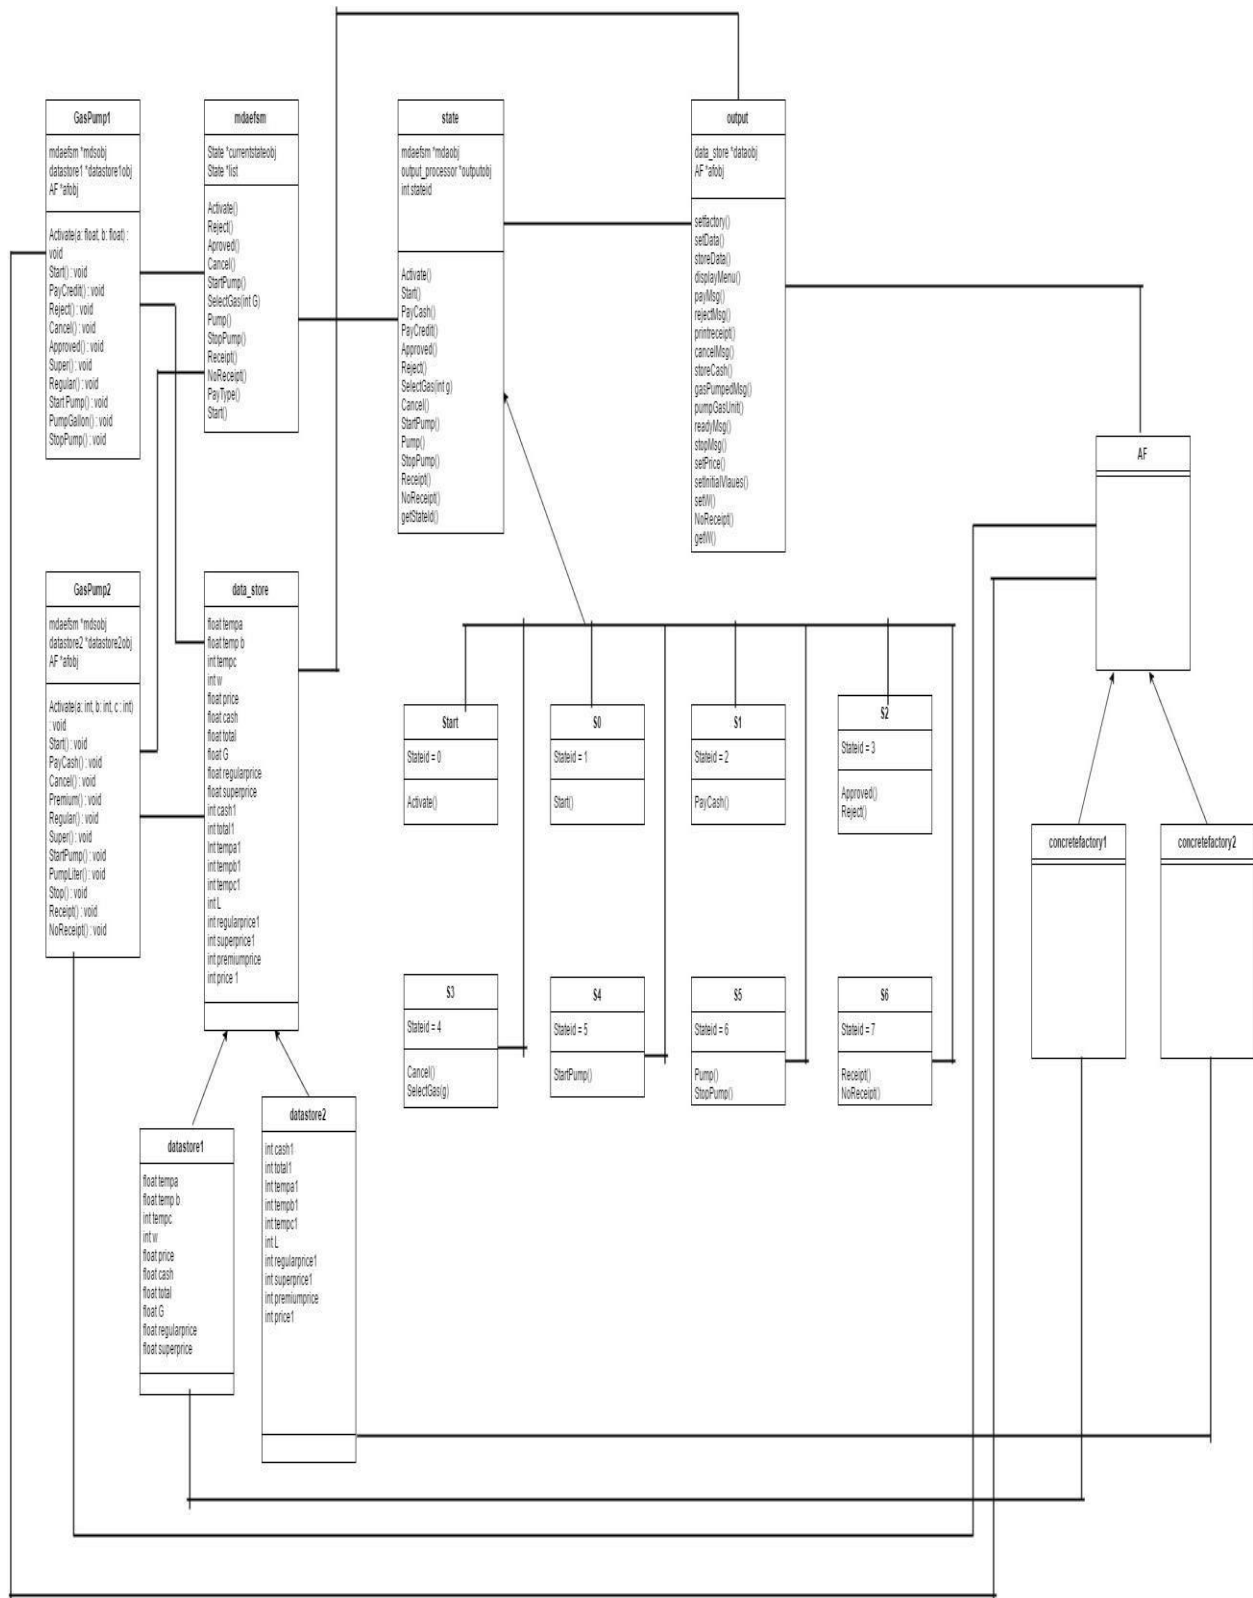 GasPump1
mdaefsm *mdsobj
datastore1 *datastore1obj
AF *afobj
Activate(a: float, b: float) :
void
Start() : void
PayCredit() : void
Reject() : void
Cancel() : void
Approved() : void
Super() : void
Regular() : void
Start Pump() : void
PumpGallon() : void
StopPump() : void
mdaefsm
State *currentstateobj
State *list
Activate()
Reject()
Aproved()
Cancel()
StartPump()
SelectGas(int G)
Pump()
StopPump()
Receipt()
NoReceipt()
PayType()
Start()
state
mdaefsm *mdaobj
output_processor *outputobj
int stateid
Activate()
Start()
PayCash()
PayCredit()
Approved()
Reject()
SelectGas(int g)
Cancel()
StartPump()
Pump()
StopPump()
Receipt()
NoReceipt()
getStateId()
output
data_store *dataobj
AF *afobj
setfactory()
setData()
storeData()
displayMenu()
payMsg()
rejectMsg()
printreceipt()
cancelMsg()
storeCash()
gasPumpedMsg()
pumpGasUnit()
readyMsg()
stopMsg()
setPrice()
setInitialVlaues()
setW()
NoReceipt()
getW()
AF
GasPump2
mdaefsm *mdsobj
datastore2 *datastore2obj
AF *afobj
Activate(a: int, b: int, c : int)
: void
Start() : void
PayCash() : void
Cancel() : void
Premium() : void
Regular() : void
Super() : void
StartPump() : void
PumpLiter() : void
Stop() : void
Receipt() : void
NoReceipt() : void
data_store
float tempa
float temp b
int tempc
int w
float price
float cash
float total
float G
float regularprice
float superprice
int cash1
int total1
Int tempa1
int tempb1
int tempc1
int L
int regularprice1
int superprice1
int premiumprice
int price 1
Start
Stateid = 0
Activate()
S0
Stateid = 1
Start()
S1
Stateid = 2
PayCash()
S2
Stateid = 3
Approved()
Reject()
concretefactory1
concretefactory2
S3
Stateid = 4
Cancel()
SelectGas(g)
S4
Stateid = 5
StartPump()
S5
Stateid = 6
Pump()
StopPump()
S6
Stateid = 7
Receipt()
NoReceipt()
datastore1
float tempa
float temp b
int tempc
int w
float price
float cash
float total
float G
float regularprice
float superprice
datastore2
int cash1
int total1
Int tempa1
int tempb1
int tempc1
int L
int regularprice1
int superprice1
int premiumprice
int price1